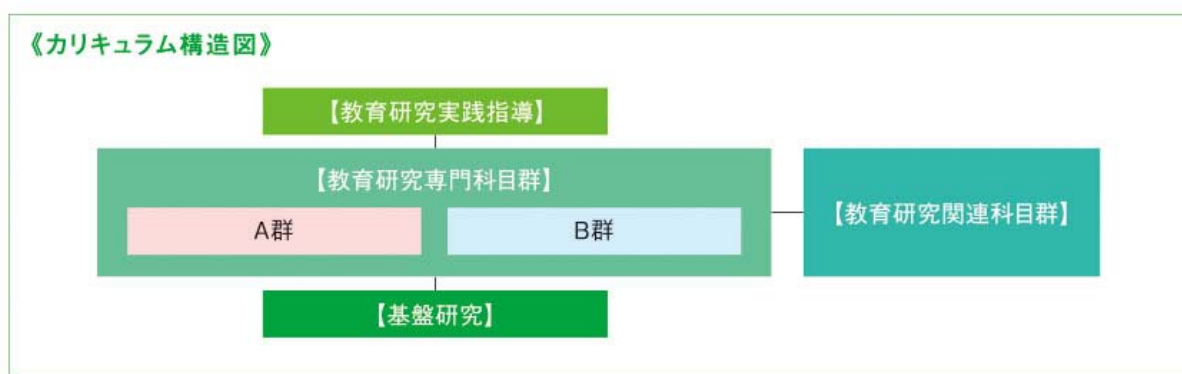 《カリキュラム構造図》
【教育研究実践指導】
【教育研究専門科目群】
A群
B群
【教育研究関連科目群】
【基盤研究】